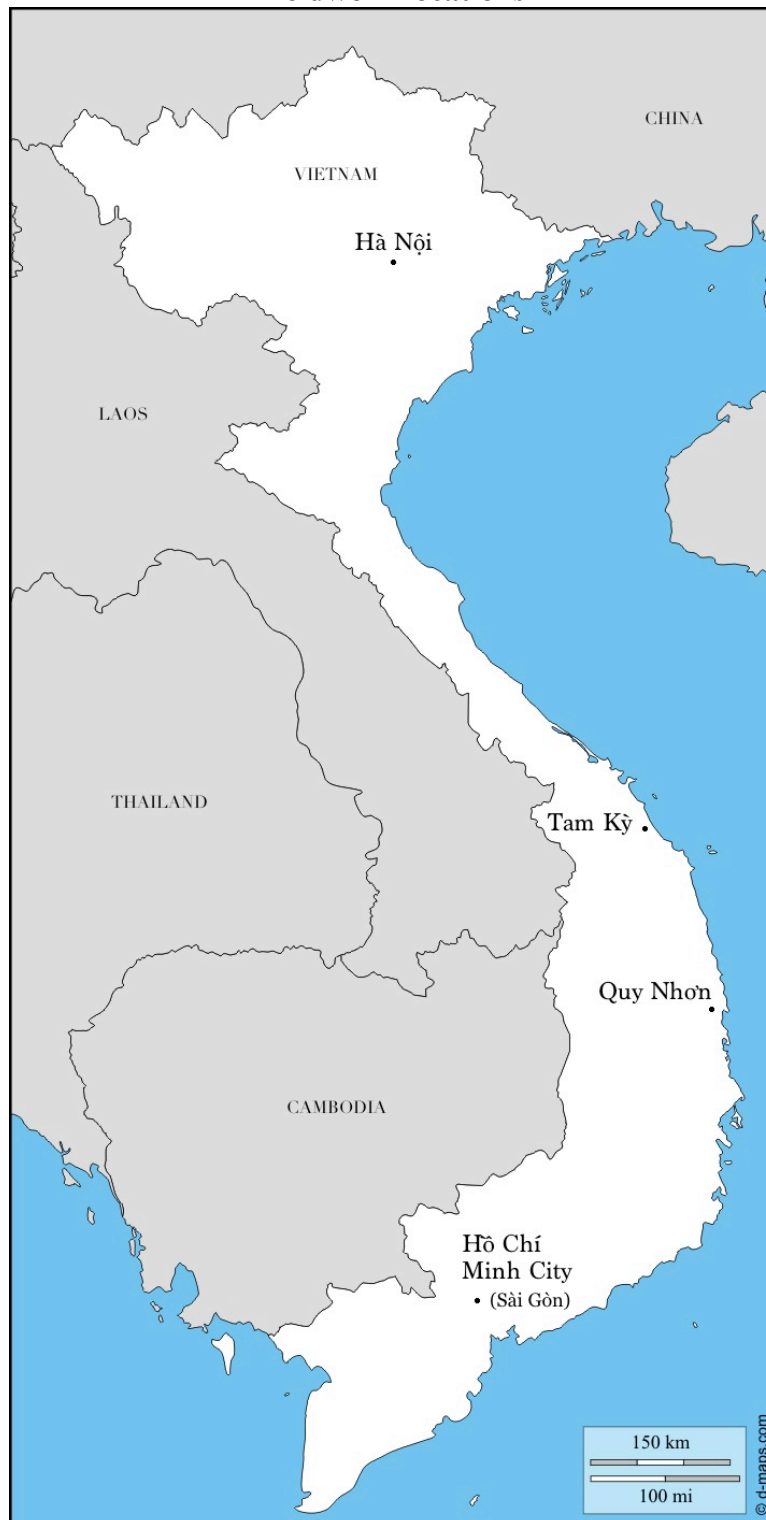 CHINA
VIETNAM
Hà Nội
LAOS
THAILAND
Tam Kỳ
Quy Nhơn
CAMBODIA
Hồ Chí
Minh City
(Sài Gòn)
150 km
100 mi
© d-maps.com